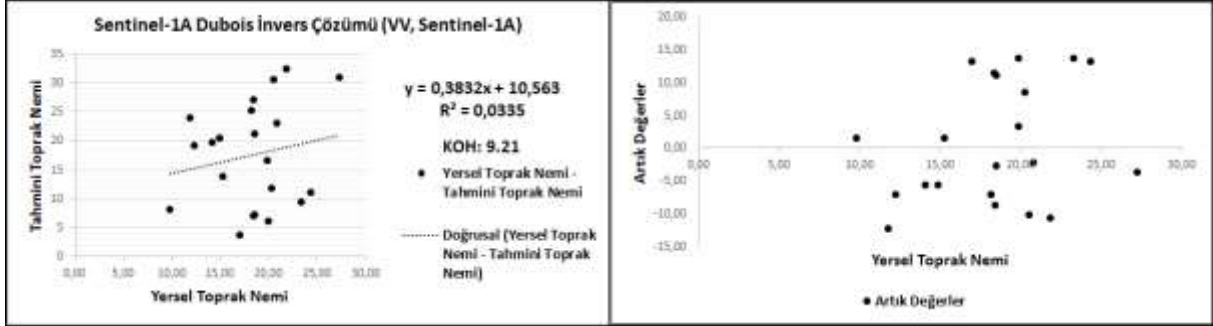 Sentinel-1A Dubois İnvers Çözümü (VV, Sentinel-1A)
Tahmini Toprak Nemi
35
30
25
20
15
10
5
0
0,00 5,00 10,00 15,00 20,00 25,00 30,00
Yersel Toprak Nemi
y = 0,3832x + 10,563
R² = 0,0335
KOH: 9.21
Yersel Toprak Nemi -
Tahmini Toprak Nemi
Doğrusal (Yersel Toprak
Nemi - Tahmini Toprak
Nemi)
Artık Değerler
20,00
15,00
10,00
5,00
0,00
-5,00
-10,00
-15,00
0,00 5,00 10,00 15,00 20,00 25,00 30,00
Yersel Toprak Nemi
Artık Değerler